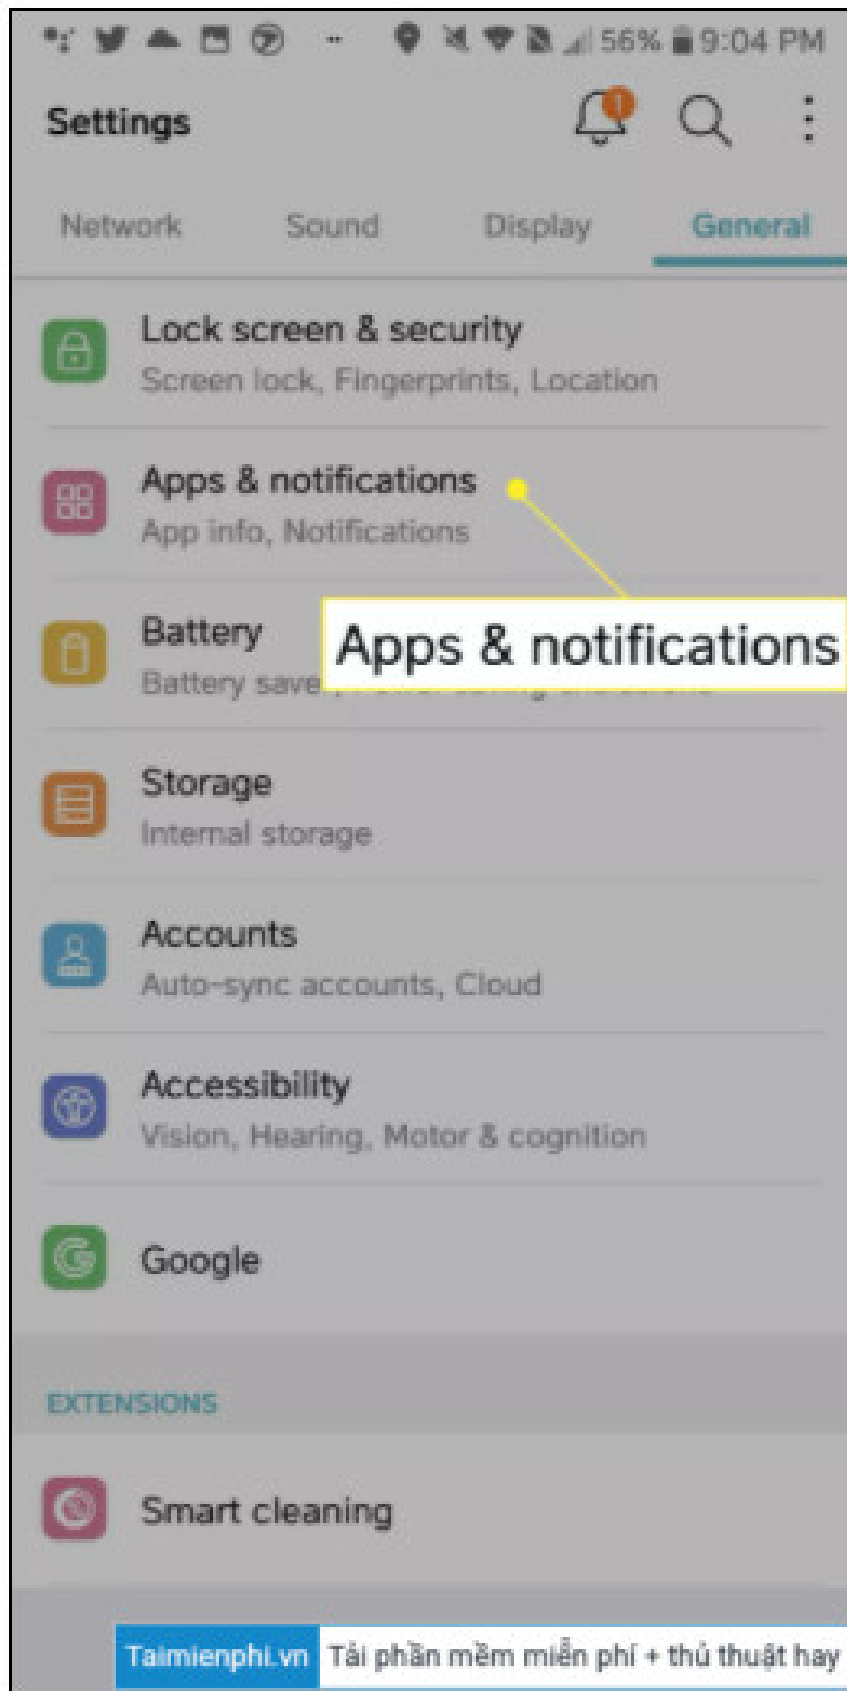 56% 9:04 PM
Settings
1
Network Sound Display General
Lock screen & security
Screen lock, Fingerprints, Location
Apps & notifications
App info, Notifications
Battery
Apps & notifications
Battery
Storage
Internal storage
Accounts
Auto-sync accounts, Cloud
Accessibility
Vision, Hearing, Motor & cognition
Google
EXTENSIONS
Smart cleaning
Taimienphi.vn Tải phần mềm miễn phí + thủ thuật hay